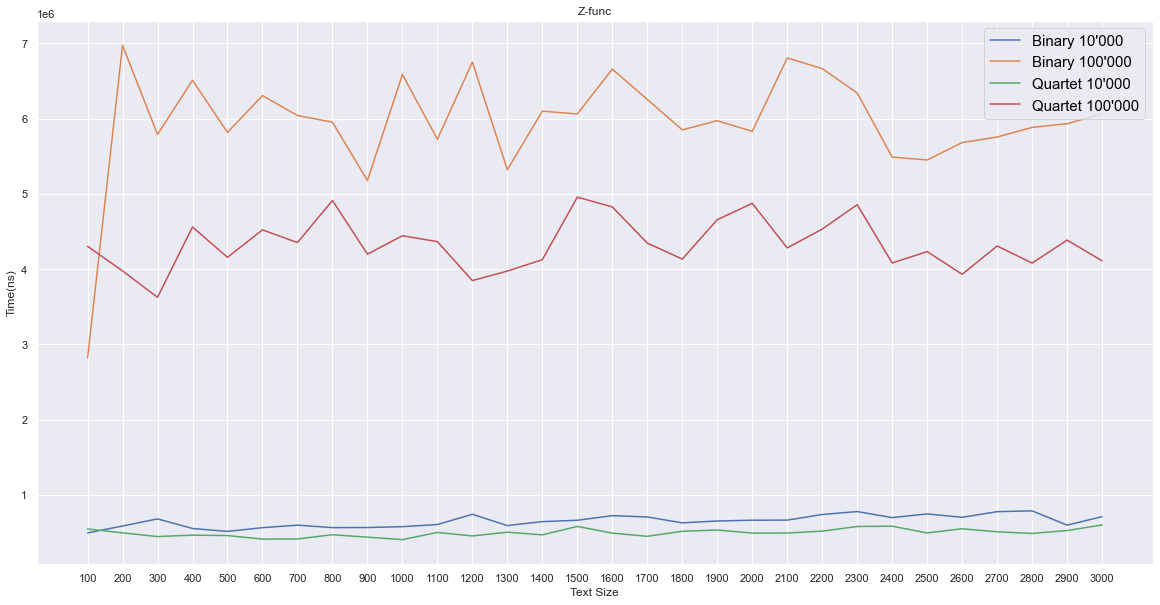 Z-func
1e6
Binary 10'000
Binary 100'000
Quartet 10'000
Quartet 100'000
7
6
5
4
3
2
1
Time(ns)
100 200 300 400 500 600 700 800 900 1000 1100 1200 1300 1400 1500 1600 1700 1800 1900 2000 2100 2200 2300 2400 2500 2600 2700 2800 2900 3000
Text Size